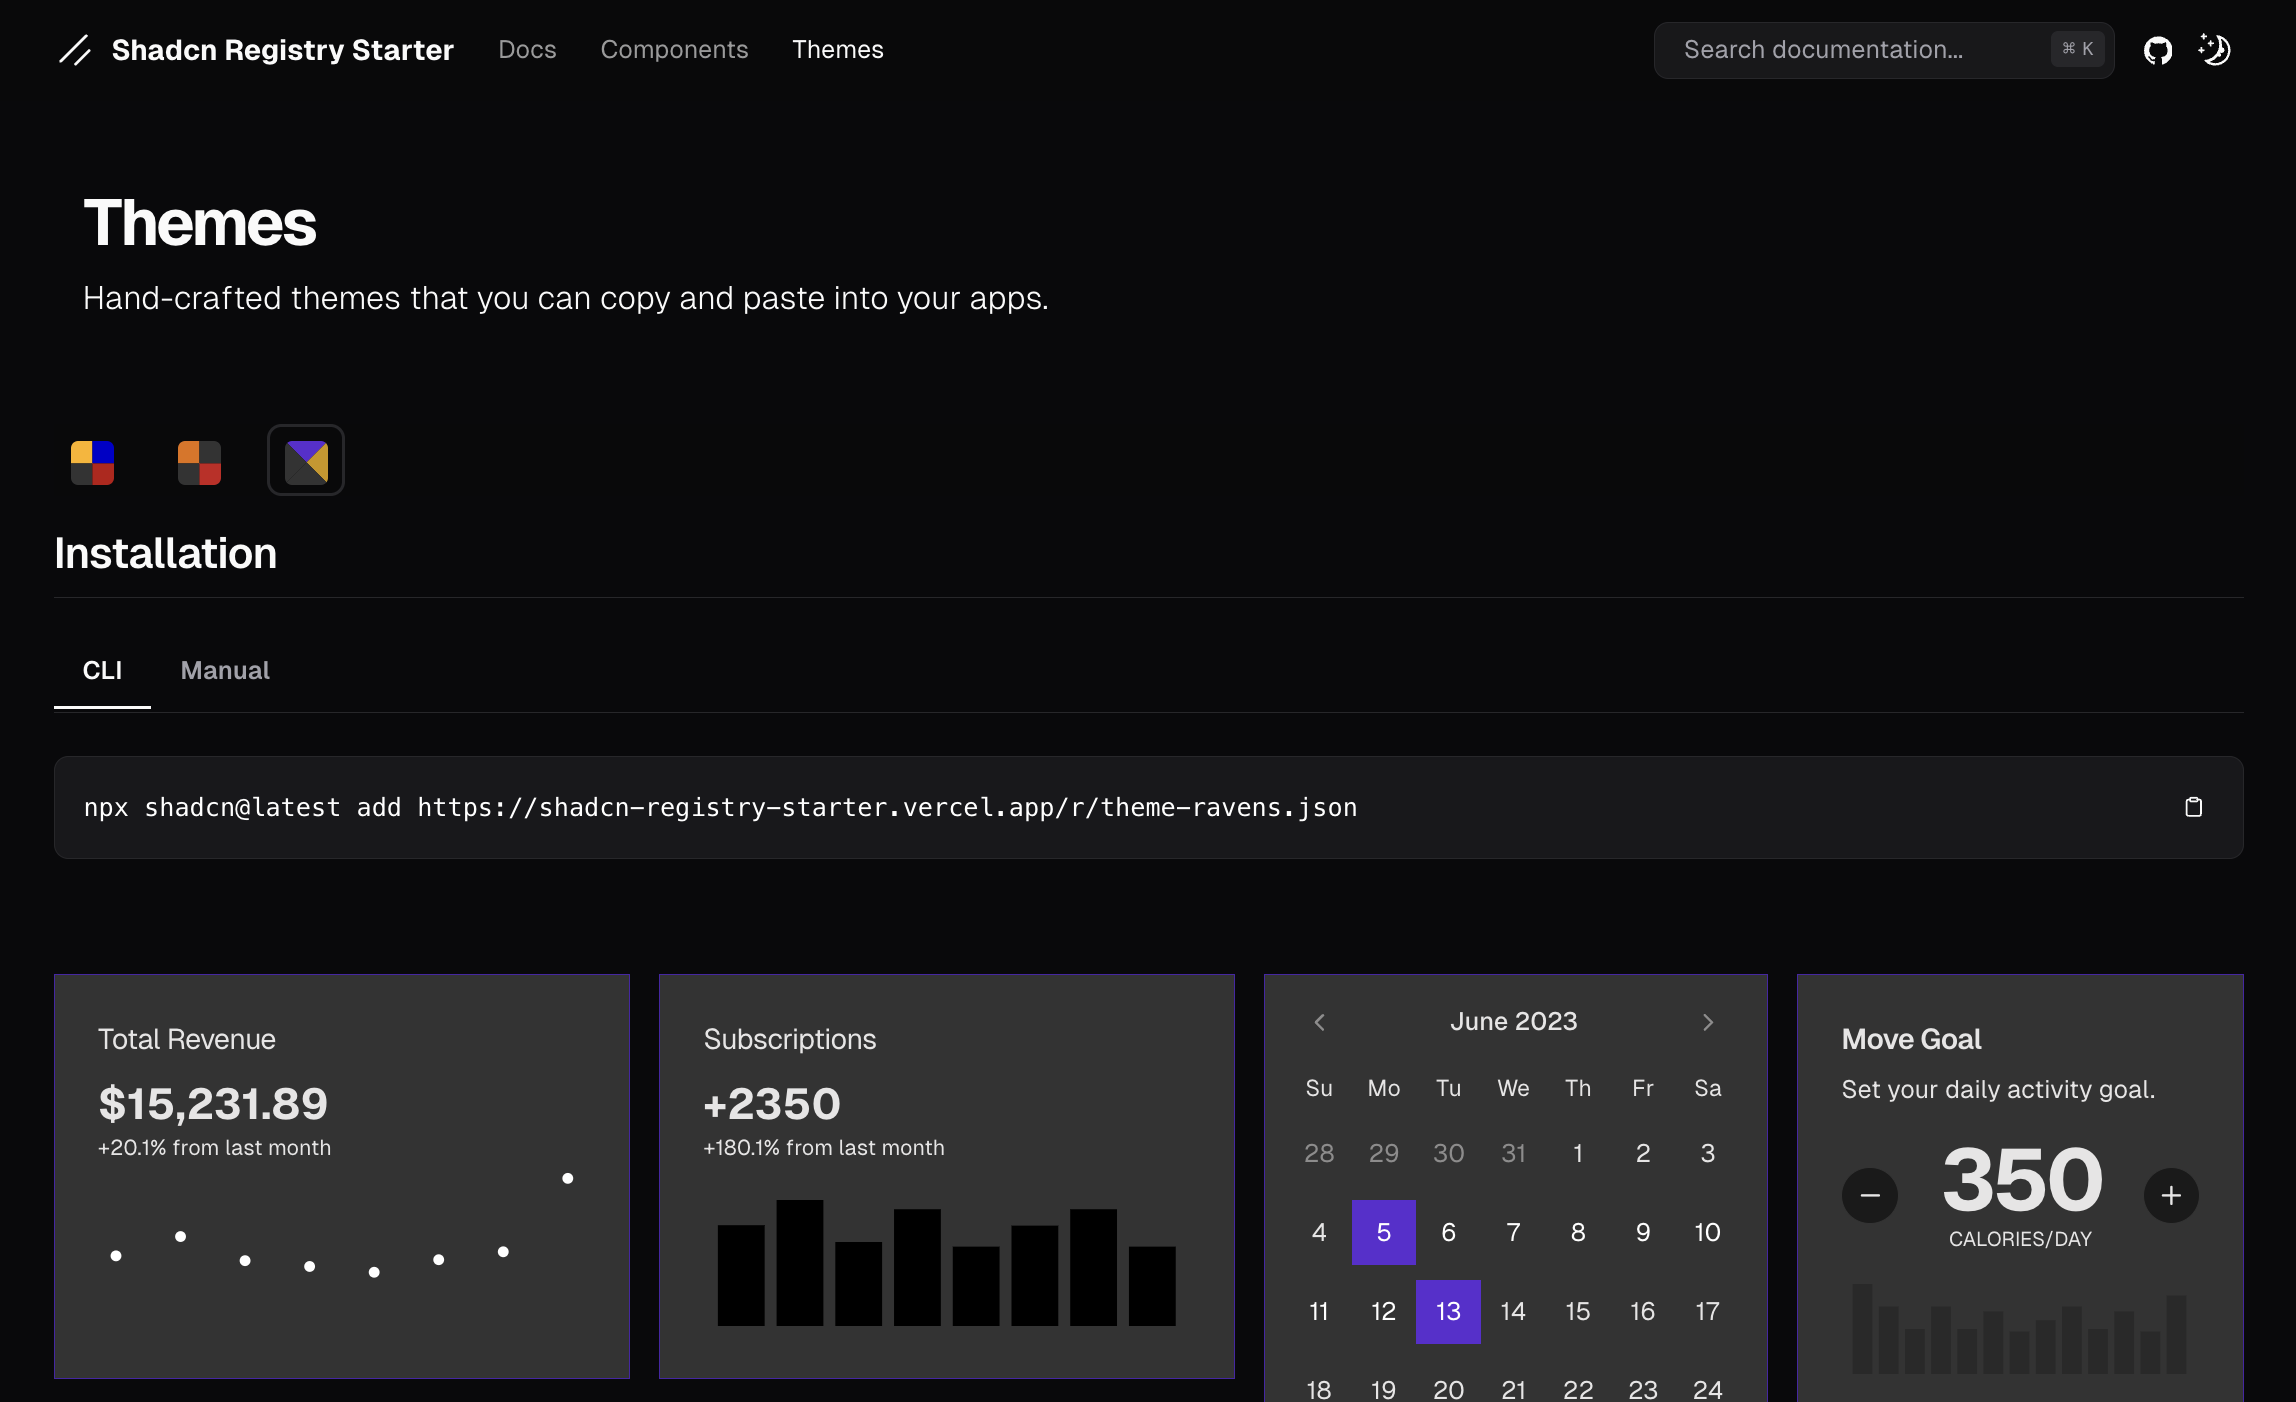 Shadcn Registry Starter Docs Components Themes Search documentation... ⌘ K
Themes
Hand-crafted themes that you can copy and paste into your apps.
Installation
CLI Manual
npx shadcn@latest add https://shadcn-registry-starter.vercel.app/r/theme-ravens.json
Total Revenue
$15,231.89
+20.1% from last month
Subscriptions
+2350
+180.1% from last month
June 2023
Su Mo Tu We Th Fr Sa
28 29 30 31 1 2 3
4 5 6 7 8 9 10
11 12 13 14 15 16 17
18 19 20 21 22 23 24
Move Goal
Set your daily activity goal.
350
CALORIES/DAY